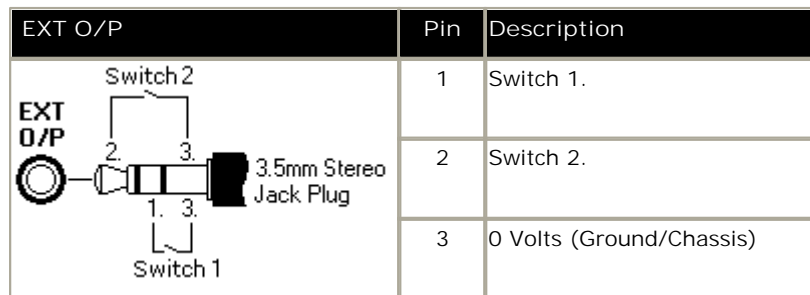 EXT O/P Pin Description
Switch 2
EXT
O/P
2. 3.
3.5mm Stereo
Jack Plug
1. 3.
Switch 1
1 Switch 1.
2 Switch 2.
3 0 Volts (Ground/Chassis)